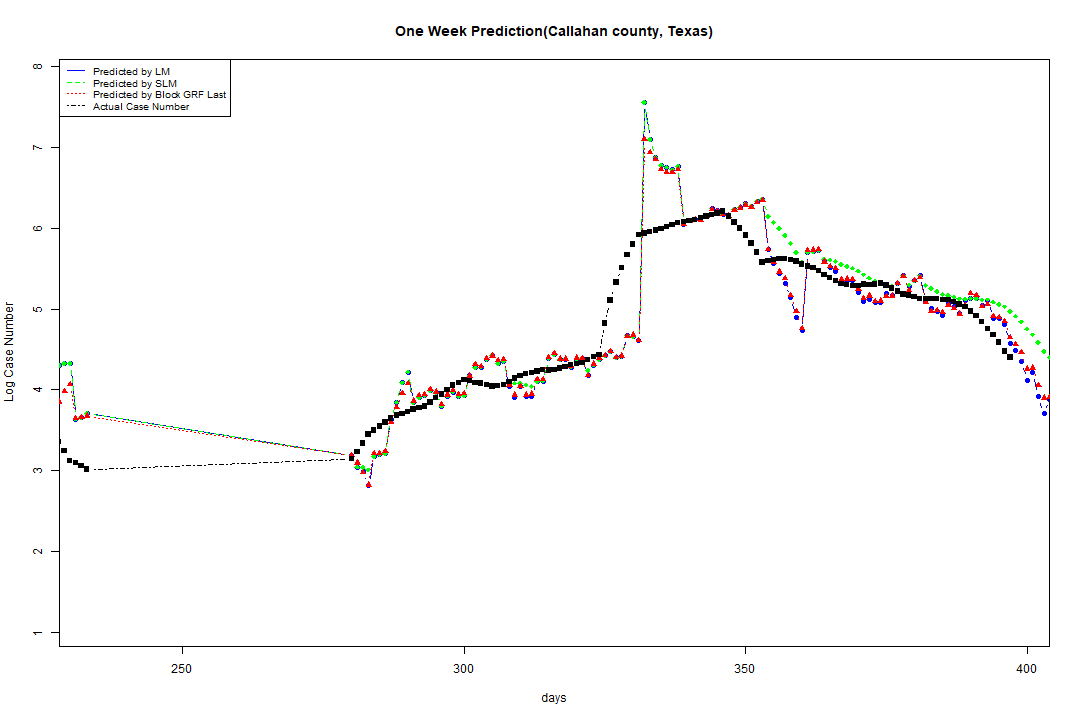 One Week Prediction(Callahan county, Texas)
Predicted by LM
Predicted by SLM
Predicted by Block GRF Last
Actual Case Number
8
7
6
5
4
3
2
1
Log Case Number
250 300 350 400
days